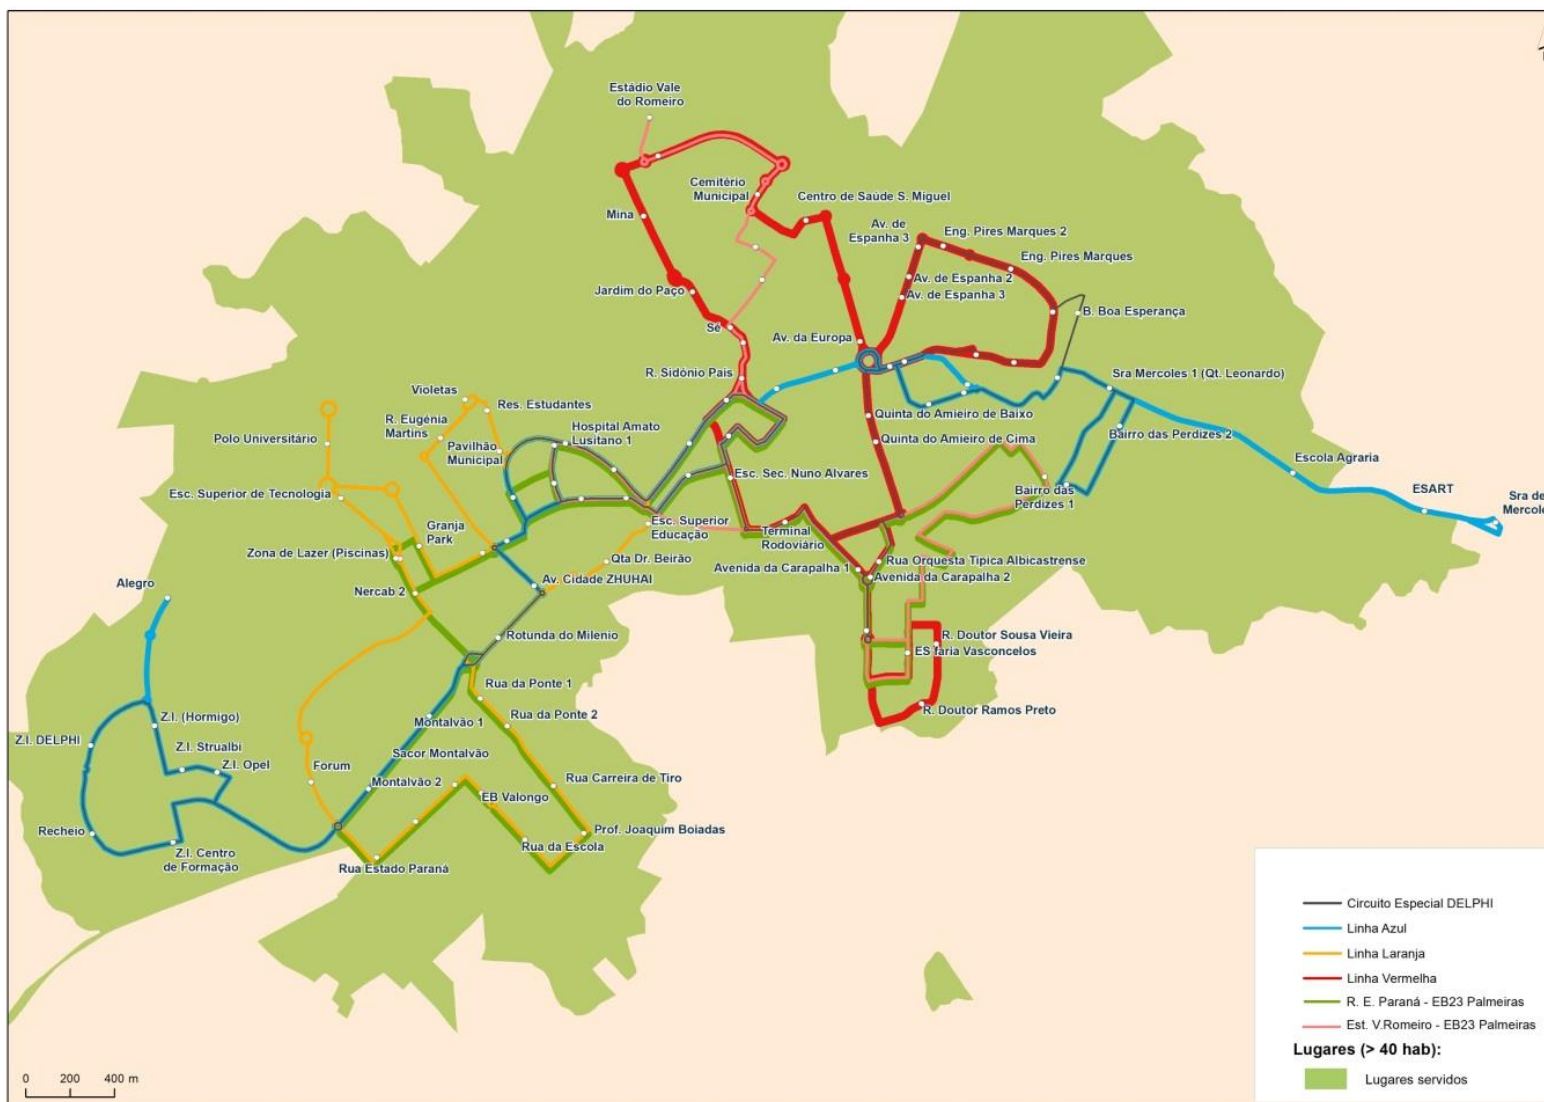 Estádio Vale
do Romeiro
Cemitério
Municipal
Centro de Saúde S. Miguel
Mina
Av. de
Espanha 3
Eng. Pires Marques 2
Eng. Pires Marques
Av. de Espanha 2
Jardim do Paço
Av. de Espanha 3
B. Boa Esperança
Sé
Av. da Europa
R. Sidónio Pais
Sra Mercoles 1 (Qt. Leonardo)
Violetas
Res. Estudantes
R. Eugénia
Martins
Quinta do Amieiro de Baixo
Hospital Amato
Lusitano 1
Polo Universitário
Pavilhão
Municipal
Quinta do Amieiro de Cima
Bairro das Perdizes 2
Escola Agraria
Esc. Sec. Nuno Alvares
Esc. Superior de Tecnologia
Bairro das
Perdizes 1
ESART
Sra de
Mercole
Granja
Park
Esc. Superior
Educação
Terminal
Rodoviário
Zona de Lazer (Piscinas)
Qta Dr. Beirão
Rua Orquesta Tipica Albicastrense
Avenida da Carapalha 1
Avenida da Carapalha 2
Alegro
Av. Cidade ZHUHAI
Nercab 2
Rotunda do Milenio
R. Doutor Sousa Vieira
ES faria Vasconcelos
Rua da Ponte 1
R. Doutor Ramos Preto
Z.I. (Hormigo)
Montalvão 1
Rua da Ponte 2
Z.I. DELPHI
Z.I. Strualbi
Sacor Montalvão
Z.I. Opel
Forum
Montalvão 2
Rua Carreira de Tiro
EB Valongo
Recheio
Prof. Joaquim Boiadas
Rua da Escola
Z.I. Centro
de Formação
Rua Estado Paraná
Circuito Especial DELPHI
Linha Azul
Linha Laranja
Linha Vermelha
R. E. Paraná - EB23 Palmeiras
Est. V.Romeiro - EB23 Palmeiras
Lugares (> 40 hab):
Lugares servidos
0 200 400 m